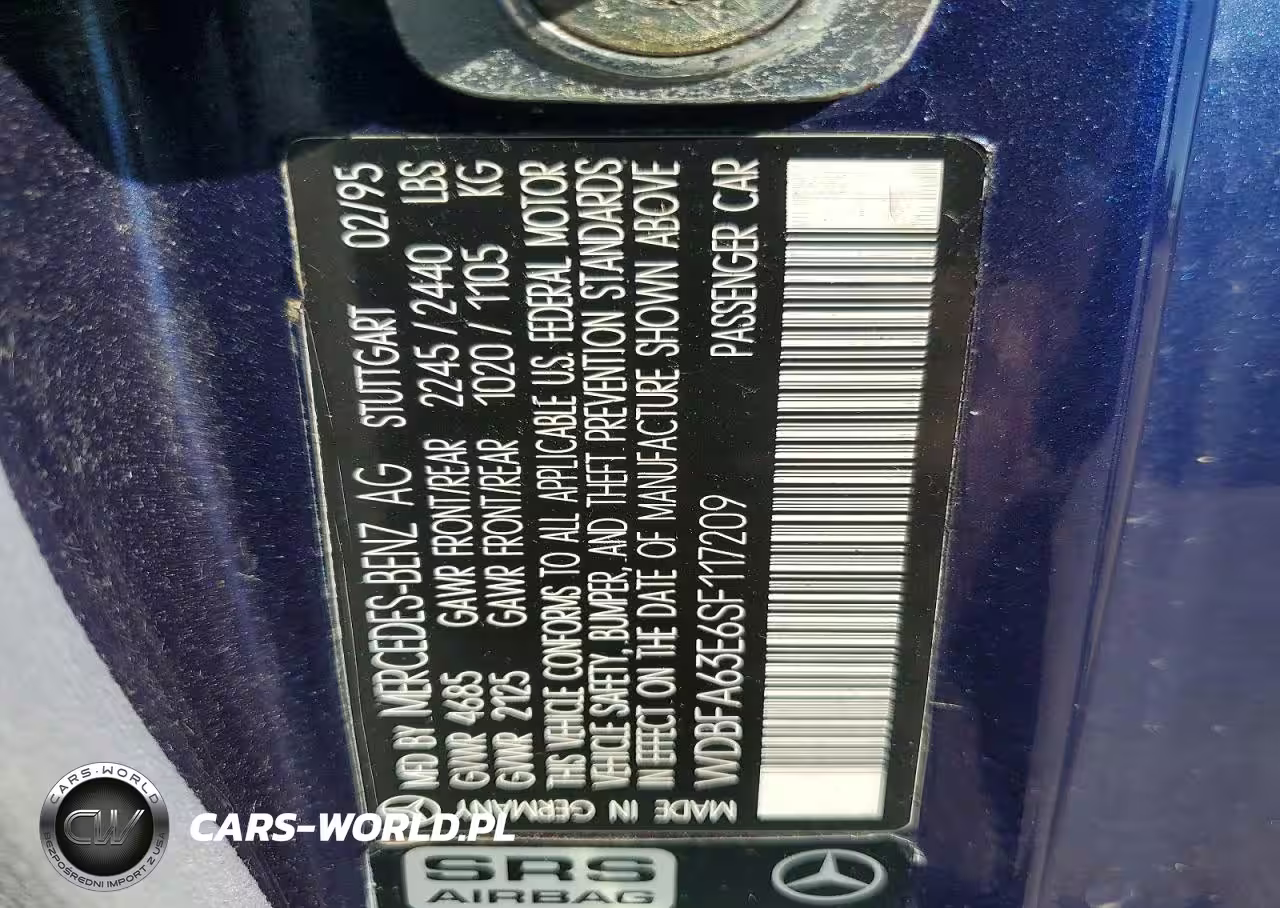 MFD BY MERCEDES-BENZ AG STUTTGART 02/95
GVWR 4685 GAWR FRONT/REAR 2245 / 2440 LBS
GVWR 2125 GAWR FRONT/REAR 1020 / 1105 KG
THIS VEHICLE CONFORMS TO ALL APPLICABLE U.S. FEDERAL MOTOR
VEHICLE SAFETY, BUMPER, AND THEFT PREVENTION STANDARDS
IN EFFECT ON THE DATE OF MANUFACTURE SHOWN ABOVE
WDBFA63E6SF117209 PASSENGER CAR
MADE IN GERMANY
SRS
AIRBAG
CARS-WORLD
CW
BEZPOŚREDNI IMPORT Z USA
CARS-WORLD.PL